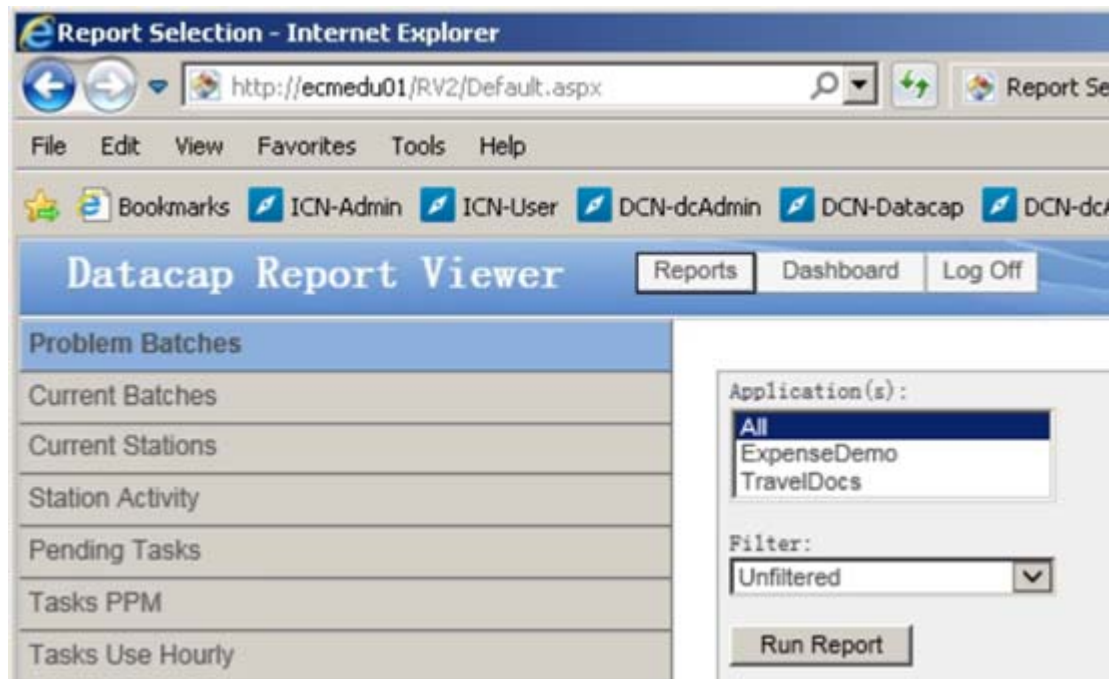 Report Selection - Internet Explorer
http://ecmedu01/RV2/Default.aspx
Report Se
File Edit View Favorites Tools Help
Bookmarks ICN-Admin ICN-User DCN-dcAdmin DCN-Datacap DCN-dcA
Datacap Report Viewer
Reports Dashboard Log Off
Problem Batches
Current Batches
Current Stations
Station Activity
Pending Tasks
Tasks PPM
Tasks Use Hourly
Application(s):
All
ExpenseDemo
TravelDocs
Filter:
Unfiltered
Run Report